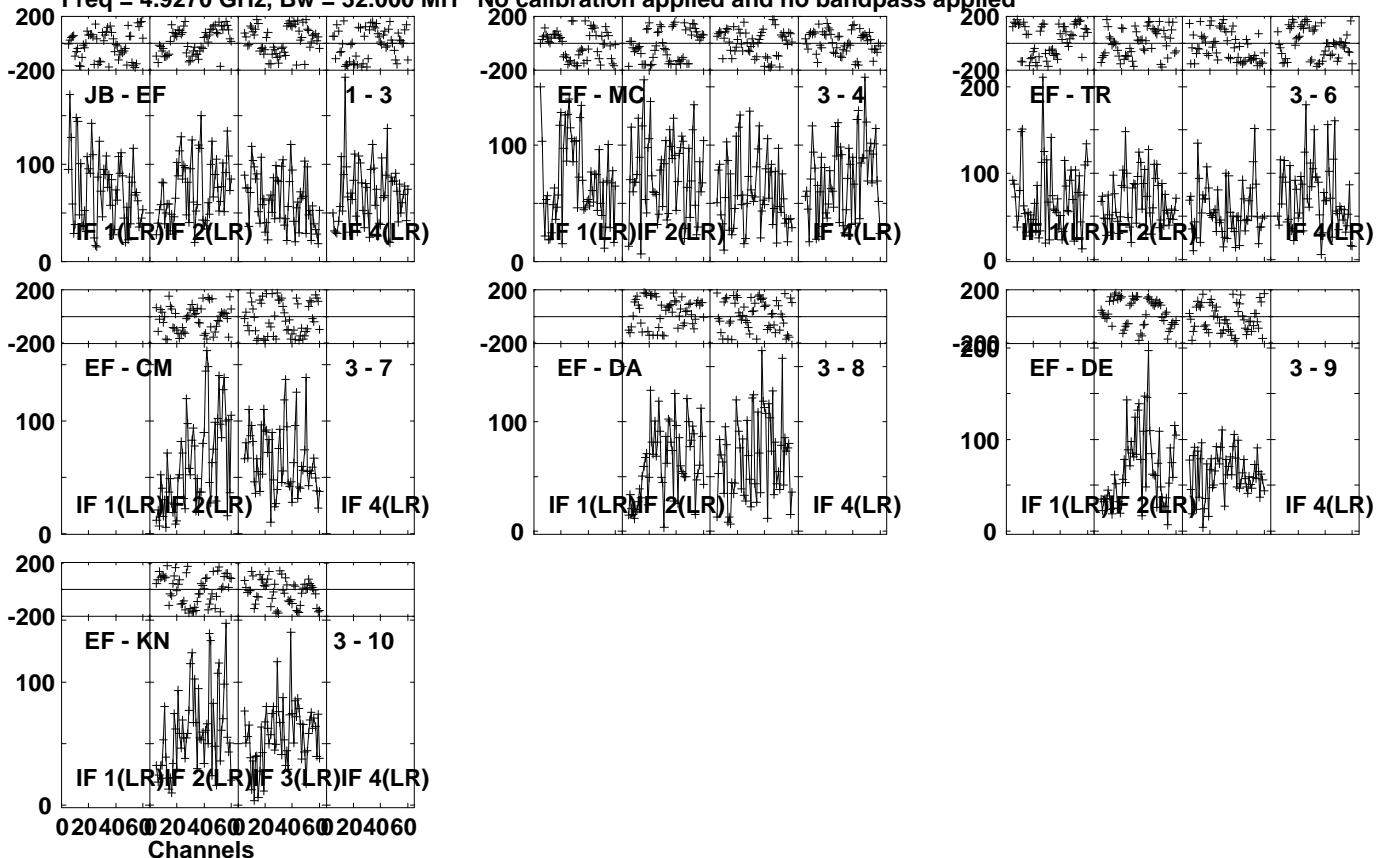 Freq = 4.9270 GHz, Bw = 32.000 MH No calibration applied and no bandpass applied
200 200 200
-200 -200 -200
JB - EF 1 - 3 EF - MC 3 - 4 200 EF - TR 3 - 6
100 100 100
IF 1(LR) IF 2(LR) IF 4(LR) IF 1(LR) IF 2(LR) IF 4(LR) IF 1(LR) IF 2(LR) IF 4(LR)
0 0 0
200 200 200
-200 -200 -200
200
EF - CM 3 - 7 EF - DA 3 - 8 EF - DE 3 - 9
100 100 100
IF 1(LR) IF 2(LR) IF 4(LR) IF 1(LR) IF 2(LR) IF 4(LR) IF 1(LR) IF 2(LR) IF 4(LR)
0 0 0
200
-200
EF - KN 3 - 10
100
IF 1(LR) IF 2(LR) IF 3(LR) IF 4(LR)
0
0 20 40 60 0 20 40 60 0 20 40 60 0 20 40 60
Channels